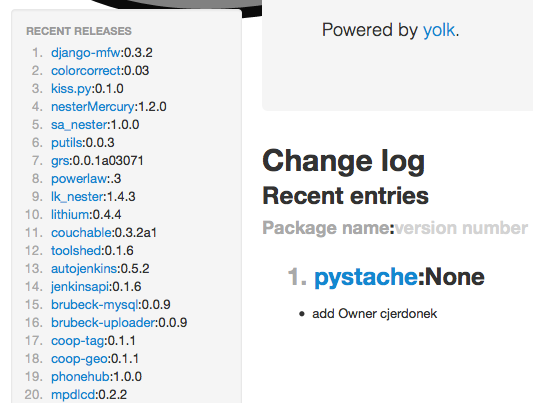 RECENT RELEASES
1. django-mfw:0.3.2
2. colorcorrect:0.03
3. kiss.py:0.1.0
4. nesterMercury:1.2.0
5. sa_nester:1.0.0
6. putils:0.0.3
7. grs:0.0.1a03071
8. powerlaw:.3
9. lk_nester:1.4.3
10. lithium:0.4.4
11. couchable:0.3.2a1
12. toolshed:0.1.6
13. autojenkins:0.5.2
14. jenkinsapi:0.1.6
15. brubeck-mysql:0.0.9
16. brubeck-uploader:0.0.9
17. coop-tag:0.1.1
18. coop-geo:0.1.1
19. phonehub:1.0.0
20. mpdlcd:0.2.2
Powered by yolk.
Change log
Recent entries
Package name:version number
1. pystache:None
• add Owner cjerdonek